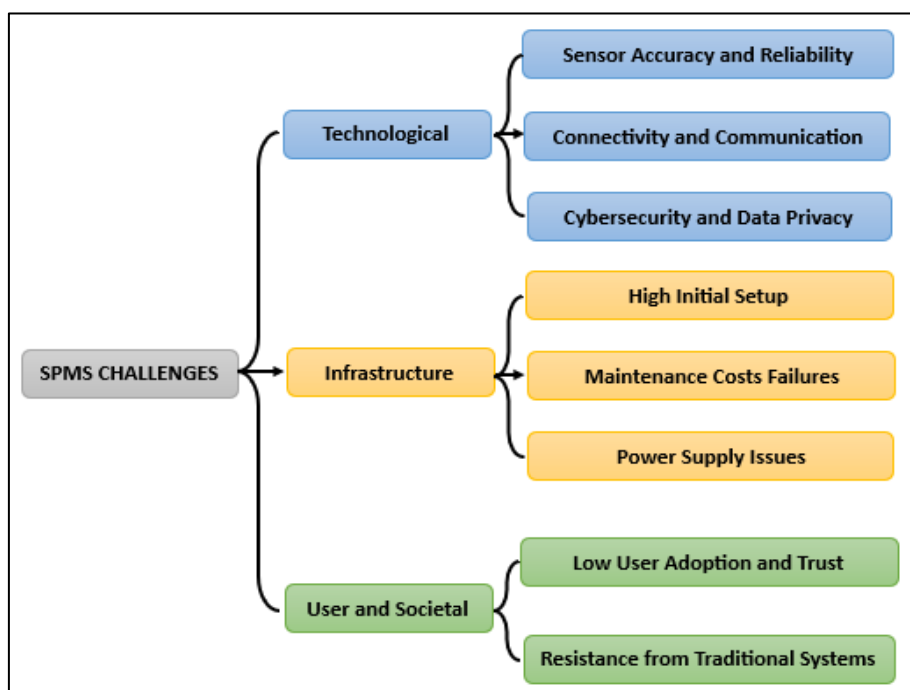 SPMS CHALLENGES
Technological
Sensor Accuracy and Reliability
Connectivity and Communication
Cybersecurity and Data Privacy
Infrastructure
High Initial Setup
Maintenance Costs Failures
Power Supply Issues
User and Societal
Low User Adoption and Trust
Resistance from Traditional Systems